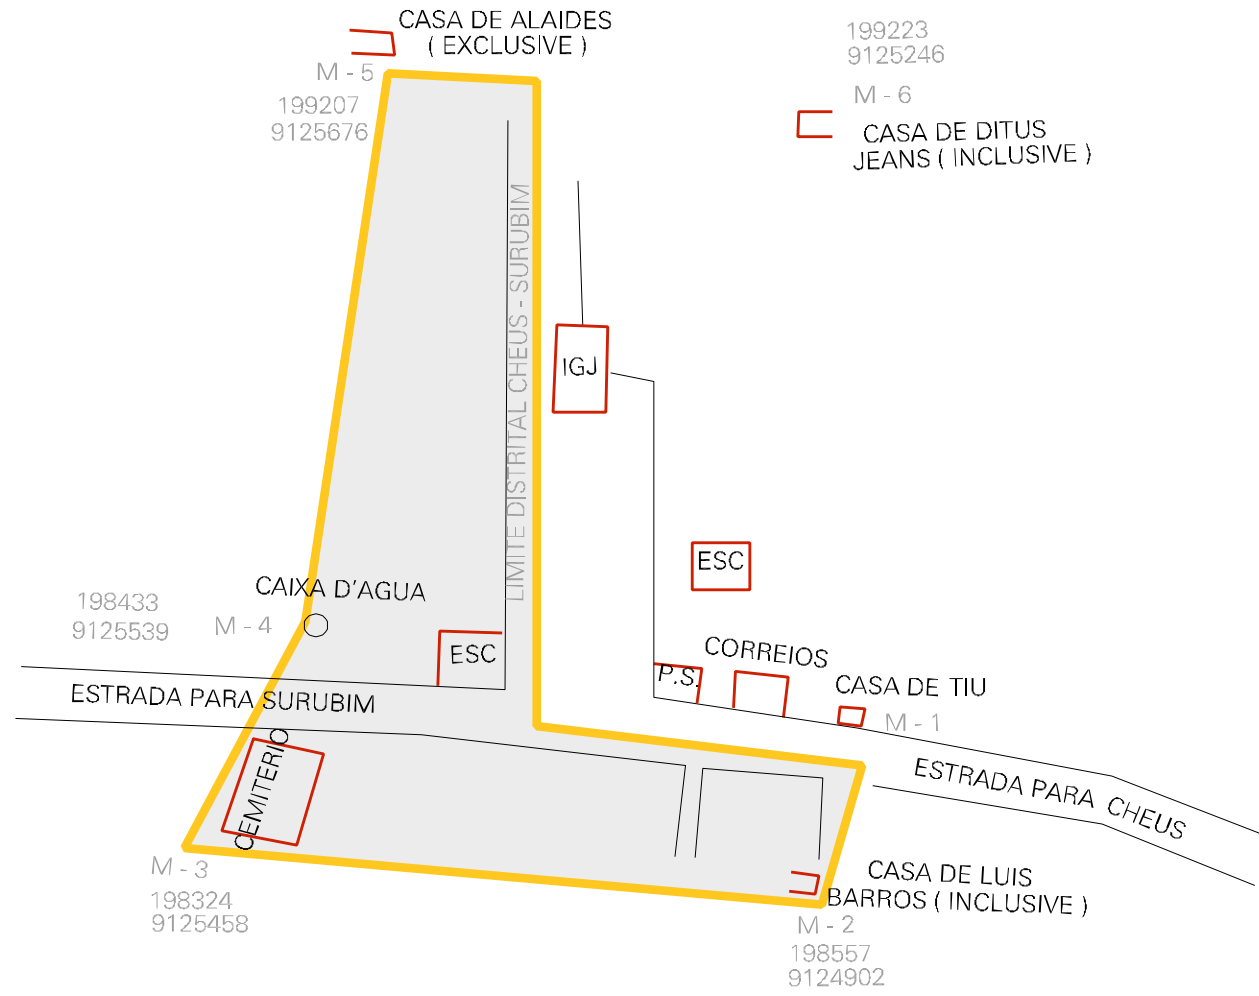 CASA DE ALAIDES
( EXCLUSIVE )
199223
9125246
M - 5
M - 6
199207
9125676
CASA DE DITUS
JEANS ( INCLUSIVE )
LIMITE DISTRITAL CHEUS - SURUBIM
IGJ
ESC
CAIXA D'AGUA
198433
9125539
M - 4
ESC
CORREIOS
P.S.
CASA DE TIU
M - 1
ESTRADA PARA SURUBIM
CEMITERIO
ESTRADA PARA CHEUS
M - 3
198324
9125458
CASA DE LUIS
BARROS ( INCLUSIVE )
M - 2
198557
9124902